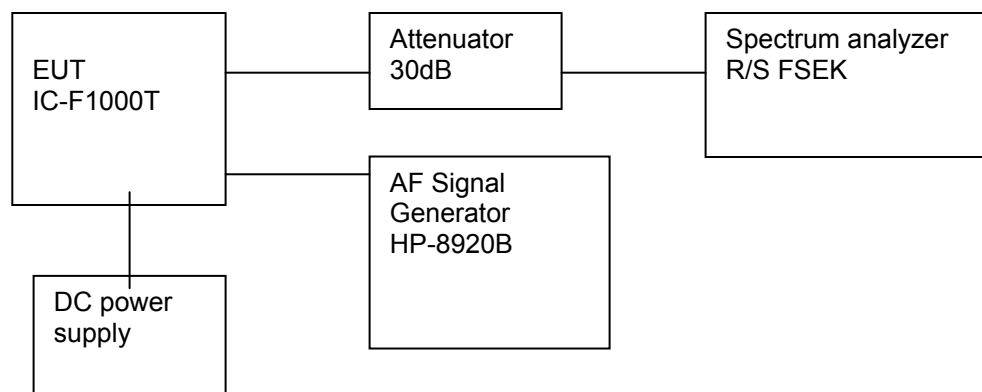 EUT
IC-F1000T
Attenuator
30dB
Spectrum analyzer
R/S FSEK
AF Signal
Generator
HP-8920B
DC power
supply